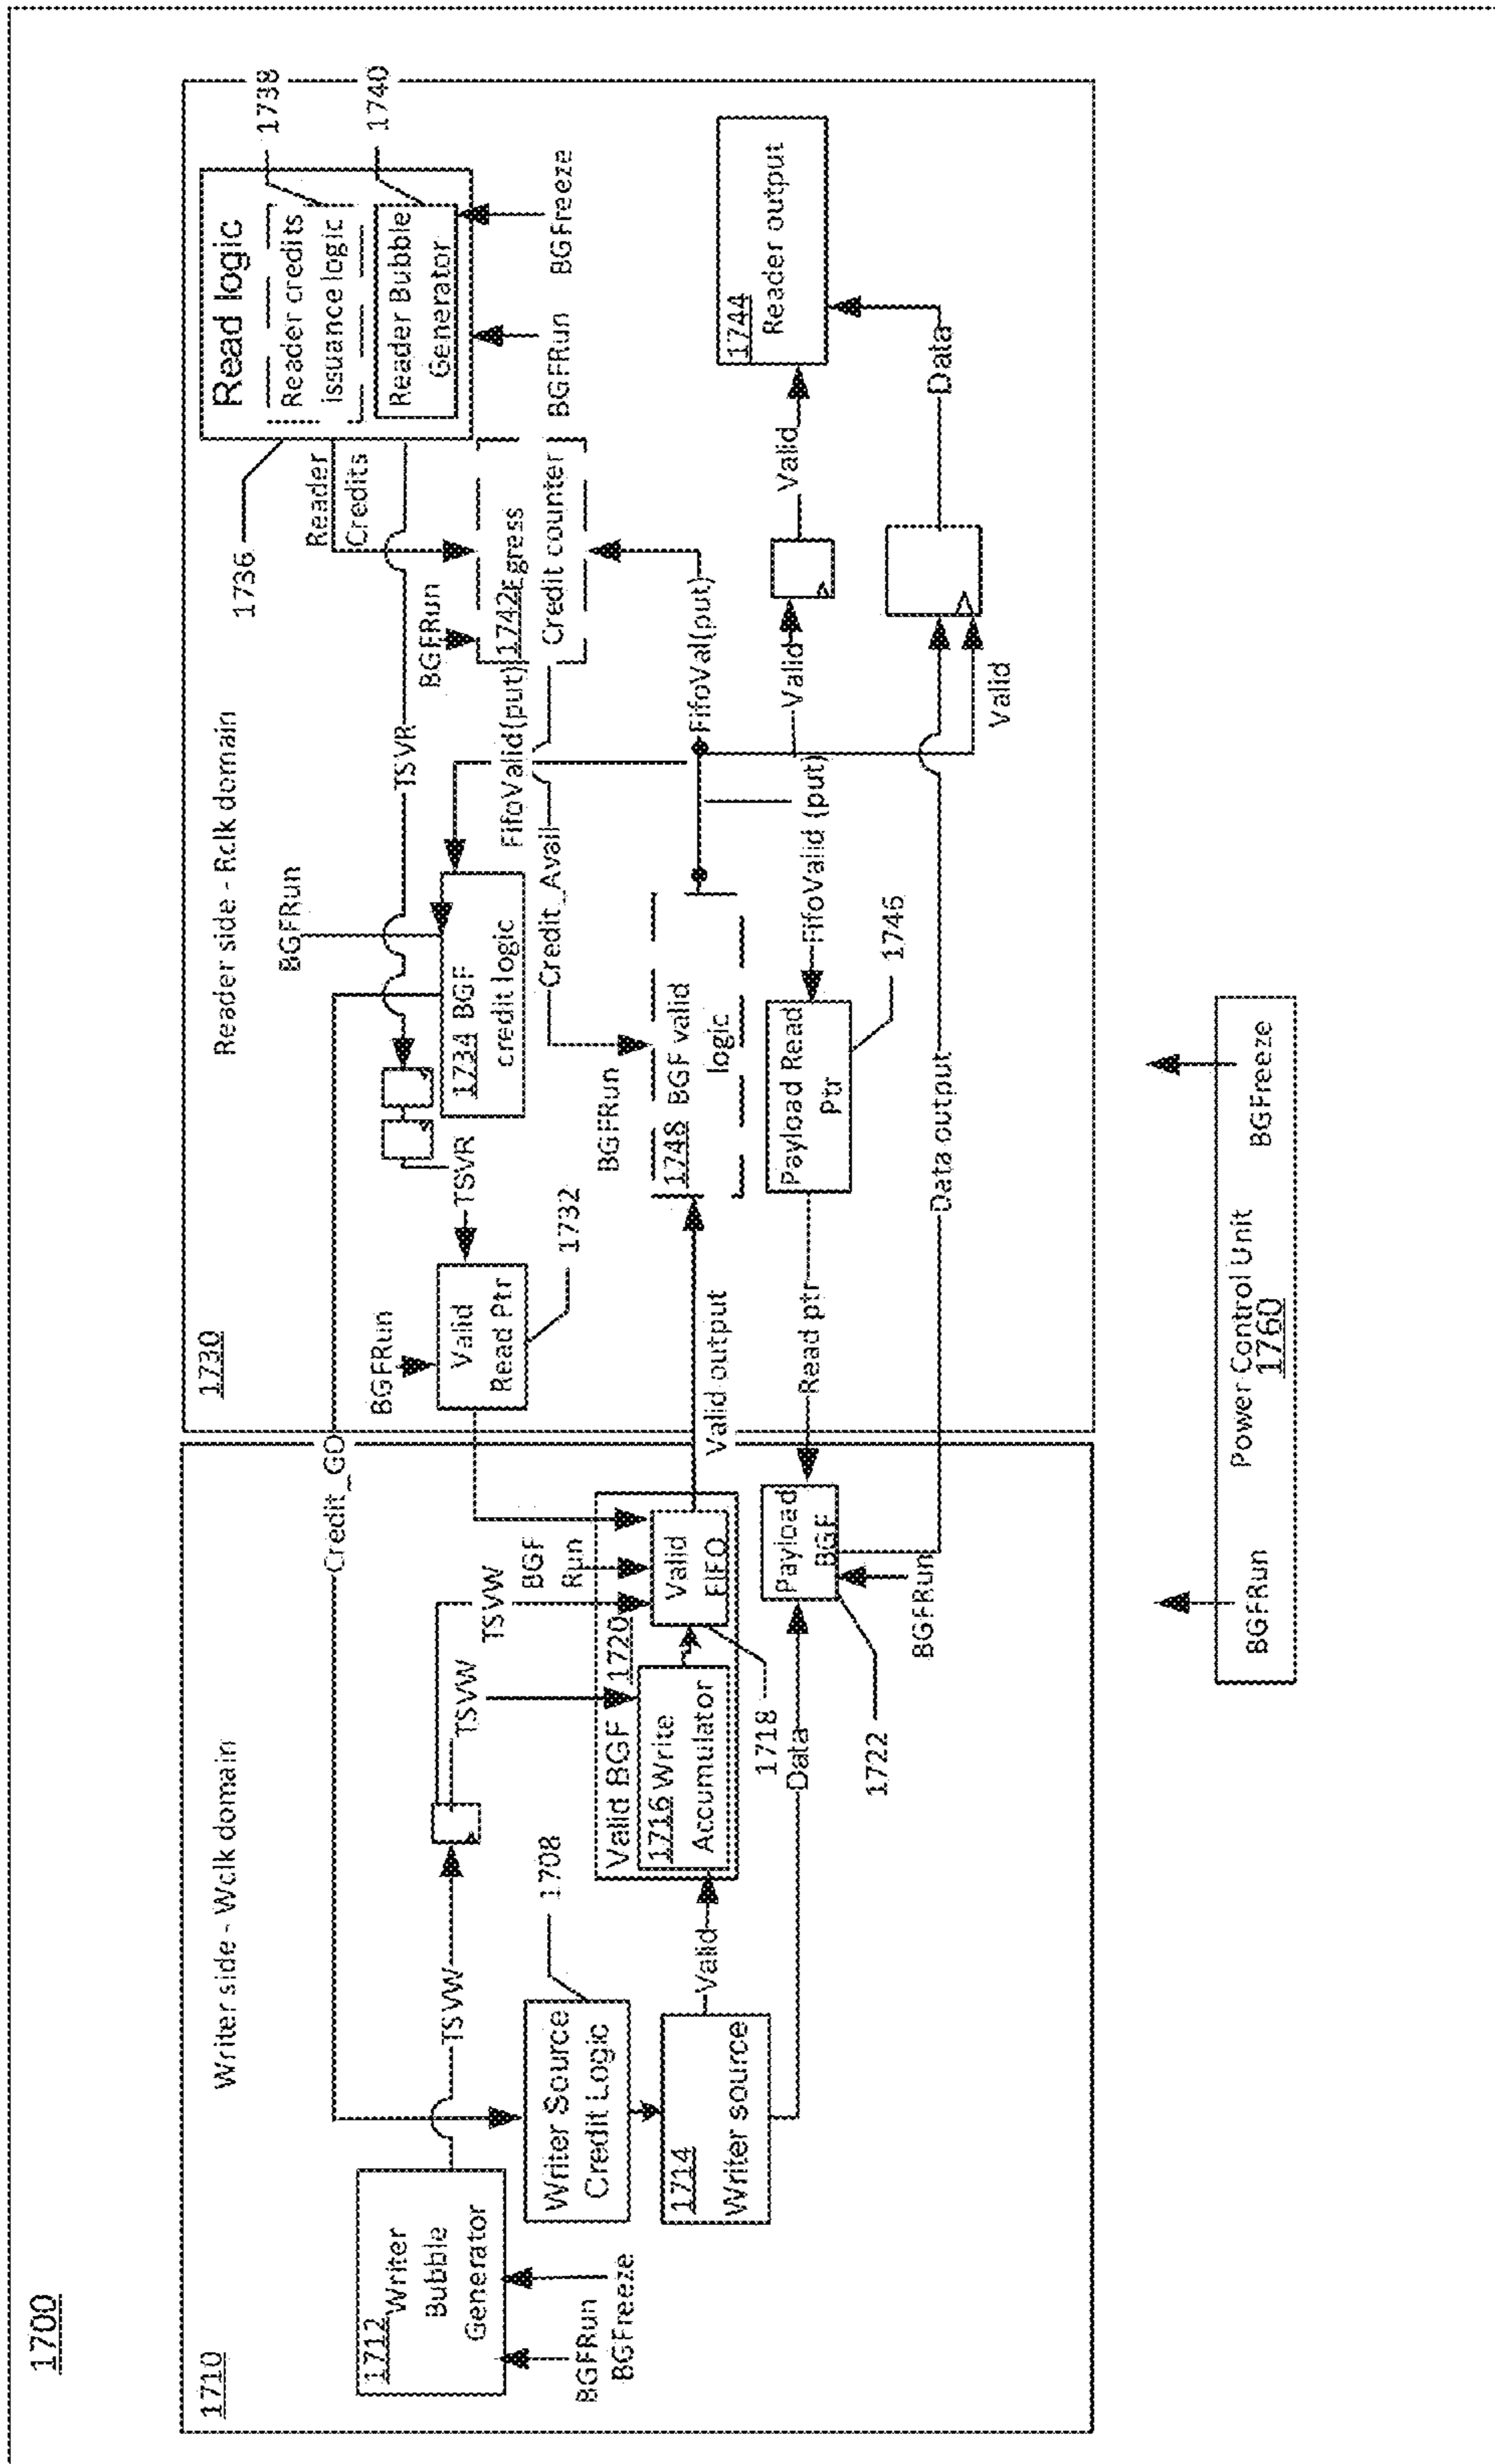 1700
1710
Writer side - Wclk domain
1712 Writer
Bubble
Generator
BGFRun
BGFreeze
TSVW
TSVW
TSVW
Credit_GO
Writer Source
Credit Logic
1708
1714
Writer source
Valid
Data
Valid BGF 1720
1716 Write
Accumulator
Valid
FIFO
BGF
Run
1718
Payload
BGF
1722
BGFRun
1730
Reader side - Rclk domain
BGFRun
Valid
Read Ptr
1732
TSVR
TSVR
BGFRun
1734 BGF
credit logic
FifoValid(put)
Credit_Avail
BGFRun
1748 BGF valid
logic
Valid output
Read ptr
Payload Read
Ptr
1746
FifoValid (put)
Data output
1736
Read logic
Reader credits
issuance logic
1738
Reader Bubble
Generator
1740
BGFRun
BGFreeze
Reader
Credits
BGFRun
1742 Egress
Credit counter
FifoVal(put)
Valid
Valid
Valid
1744
Reader output
Data
BGFRun
Power Control Unit
1760
BGFreeze